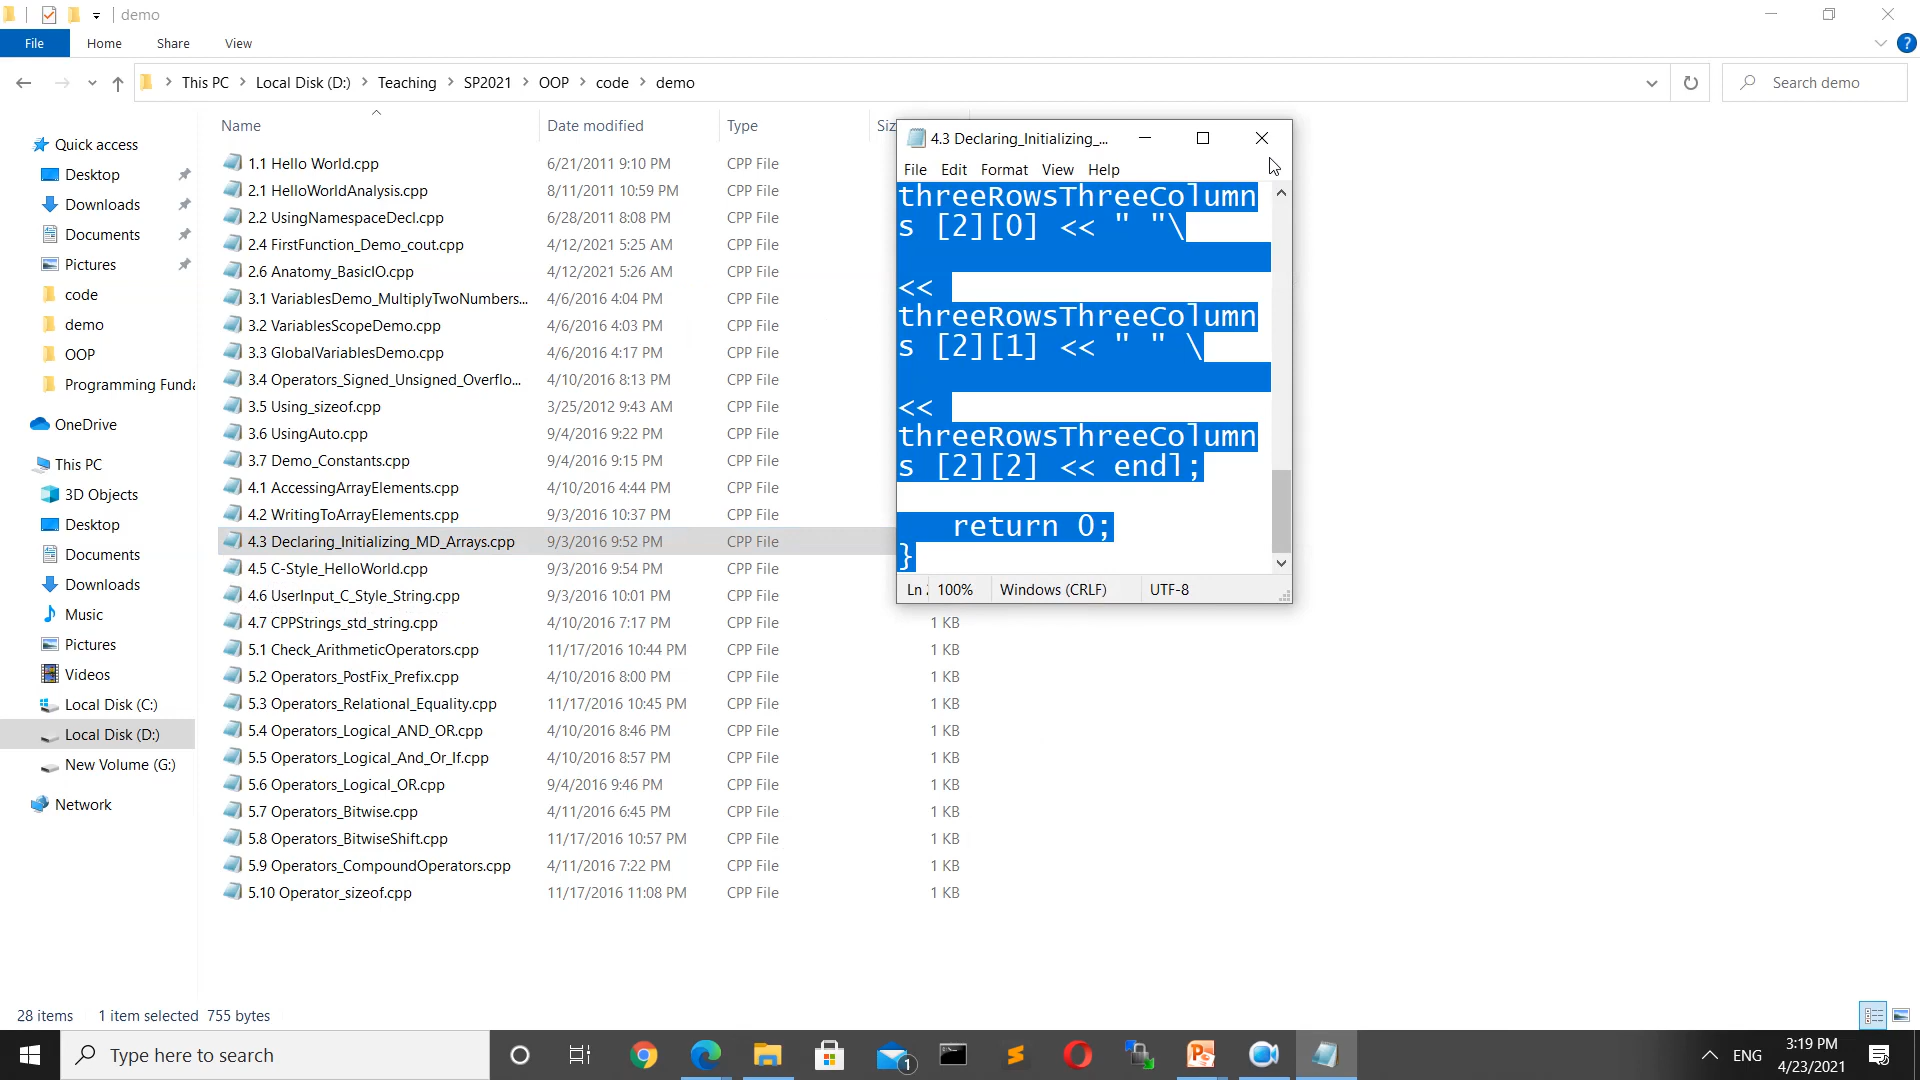 demo
File Home Share View
This PC Local Disk (D:) Teaching SP2021 OOP code demo
Search demo
Name Date modified Type
Quick access
Desktop
Downloads
Documents
Pictures
code
demo
OOP
Programming Funda
OneDrive
This PC
3D Objects
Desktop
Documents
Downloads
Music
Pictures
Videos
Local Disk (C:)
Local Disk (D:)
New Volume (G:)
Network
1.1 Hello World.cpp 6/21/2011 9:10 PM CPP File
2.1 HelloWorldAnalysis.cpp 8/11/2011 10:59 PM CPP File
2.2 UsingNamespaceDecl.cpp 6/28/2011 8:08 PM CPP File
2.4 FirstFunction_Demo_cout.cpp 4/12/2021 5:25 AM CPP File
2.6 Anatomy_BasicIO.cpp 4/12/2021 5:26 AM CPP File
3.1 VariablesDemo_MultiplyTwoNumbers... 4/6/2016 4:04 PM CPP File
3.2 VariablesScopeDemo.cpp 4/6/2016 4:03 PM CPP File
3.3 GlobalVariablesDemo.cpp 4/6/2016 4:17 PM CPP File
3.4 Operators_Signed_Unsigned_Overflo... 4/10/2016 8:13 PM CPP File
3.5 Using_sizeof.cpp 3/25/2012 9:43 AM CPP File
3.6 UsingAuto.cpp 9/4/2016 9:22 PM CPP File
3.7 Demo_Constants.cpp 9/4/2016 9:15 PM CPP File
4.1 AccessingArrayElements.cpp 4/10/2016 4:44 PM CPP File
4.2 WritingToArrayElements.cpp 9/3/2016 10:37 PM CPP File
4.3 Declaring_Initializing_MD_Arrays.cpp 9/3/2016 9:52 PM CPP File
4.5 C-Style_HelloWorld.cpp 9/3/2016 9:54 PM CPP File
4.6 UserInput_C_Style_String.cpp 9/3/2016 10:01 PM CPP File
4.7 CPPStrings_std_string.cpp 4/10/2016 7:17 PM CPP File 1 KB
5.1 Check_ArithmeticOperators.cpp 11/17/2016 10:44 PM CPP File 1 KB
5.2 Operators_PostFix_Prefix.cpp 4/10/2016 8:00 PM CPP File 1 KB
5.3 Operators_Relational_Equality.cpp 11/17/2016 10:45 PM CPP File 1 KB
5.4 Operators_Logical_AND_OR.cpp 4/10/2016 8:46 PM CPP File 1 KB
5.5 Operators_Logical_And_Or_If.cpp 4/10/2016 8:57 PM CPP File 1 KB
5.6 Operators_Logical_OR.cpp 9/4/2016 9:46 PM CPP File 1 KB
5.7 Operators_Bitwise.cpp 4/11/2016 6:45 PM CPP File 1 KB
5.8 Operators_BitwiseShift.cpp 11/17/2016 10:57 PM CPP File 1 KB
5.9 Operators_CompoundOperators.cpp 4/11/2016 7:22 PM CPP File 1 KB
5.10 Operator_sizeof.cpp 11/17/2016 11:08 PM CPP File 1 KB
4.3 Declaring_Initializing_...
File Edit Format View Help
threeRowsThreeColumn
s [2][0] << " "\
<<
threeRowsThreeColumn
s [2][1] << " " \
<<
threeRowsThreeColumn
s [2][2] << endl;
return 0;
}
Ln 100% Windows (CRLF) UTF-8
28 items 1 item selected 755 bytes
Type here to search
1
ENG
3:19 PM
4/23/2021